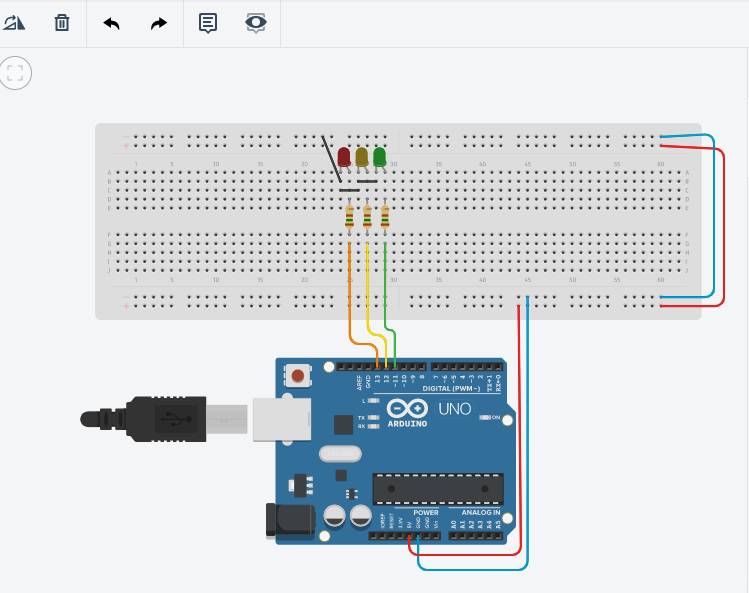 1 5 10 15 20 25 30 35 40 45 50 55 60
A A
B B
C C
D D
E E
F F
G G
H H
I I
J J
1 5 10 15 20 25 30 35 40 45 50 55 60
AREF
GND
13
12
~11
~10
~9
8
7
~6
~5
4
~3
2
TX→1
RX←0
DIGITAL (PWM~)
L
TX
RX
UNO
ON
ARDUINO
POWER
ANALOG IN
IOREF
RESET
3.3V
5V
GND
GND
Vin
A0
A1
A2
A3
A4
A5